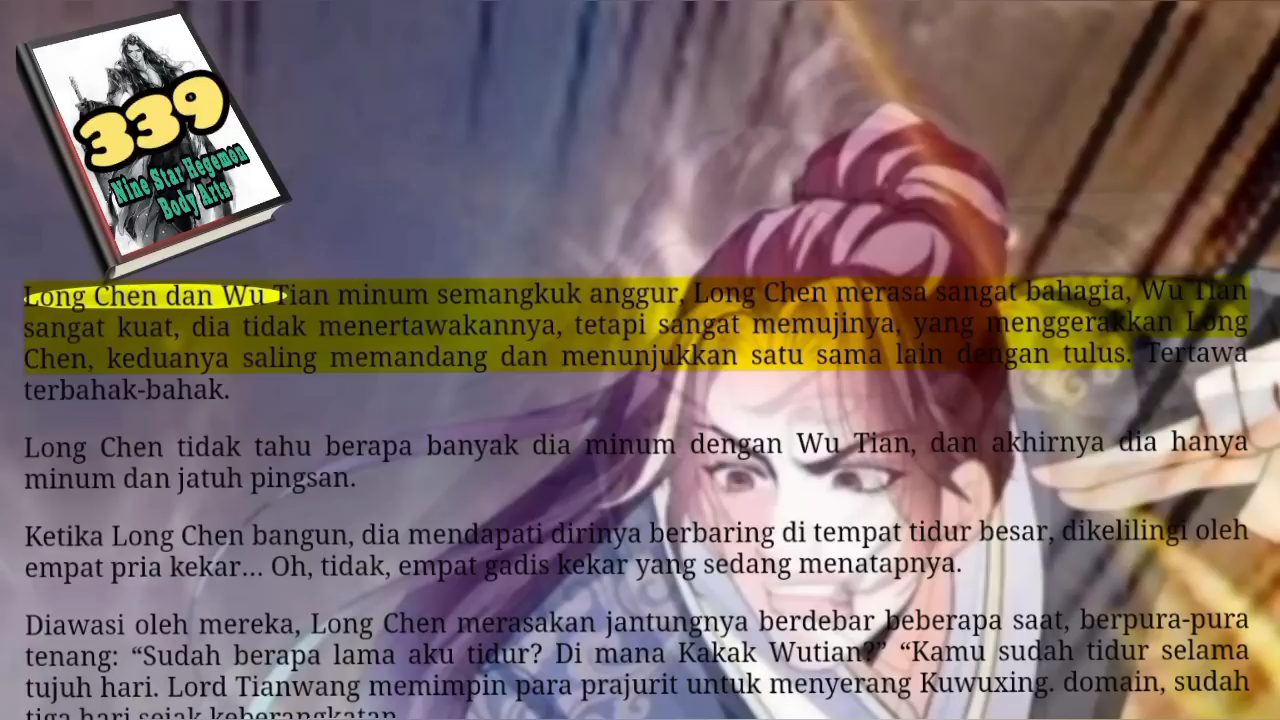 339
Nine Star Hegemon
Body Arts
Long Chen dan Wu Tian minum semangkuk anggur, Long Chen merasa sangat bahagia, Wu Tian
sangat kuat, dia tidak menertawakannya, tetapi sangat memujinya, yang menggerakkan Long
Chen, keduanya saling memandang dan menunjukkan satu sama lain dengan tulus. Tertawa
terbahak-bahak.
Long Chen tidak tahu berapa banyak dia minum dengan Wu Tian, dan akhirnya dia hanya
minum dan jatuh pingsan.
Ketika Long Chen bangun, dia mendapati dirinya berbaring di tempat tidur besar, dikelilingi oleh
empat pria kekar... Oh, tidak, empat gadis kekar yang sedang menatapnya.
Diawasi oleh mereka, Long Chen merasakan jantungnya berdebar beberapa saat, berpura-pura
tenang: “Sudah berapa lama aku tidur? Di mana Kakak Wutian?” “Kamu sudah tidur selama
tujuh hari. Lord Tianwang memimpin para prajurit untuk menyerang Kuwuxing. domain, sudah
tiga hari sejak keberangkatan